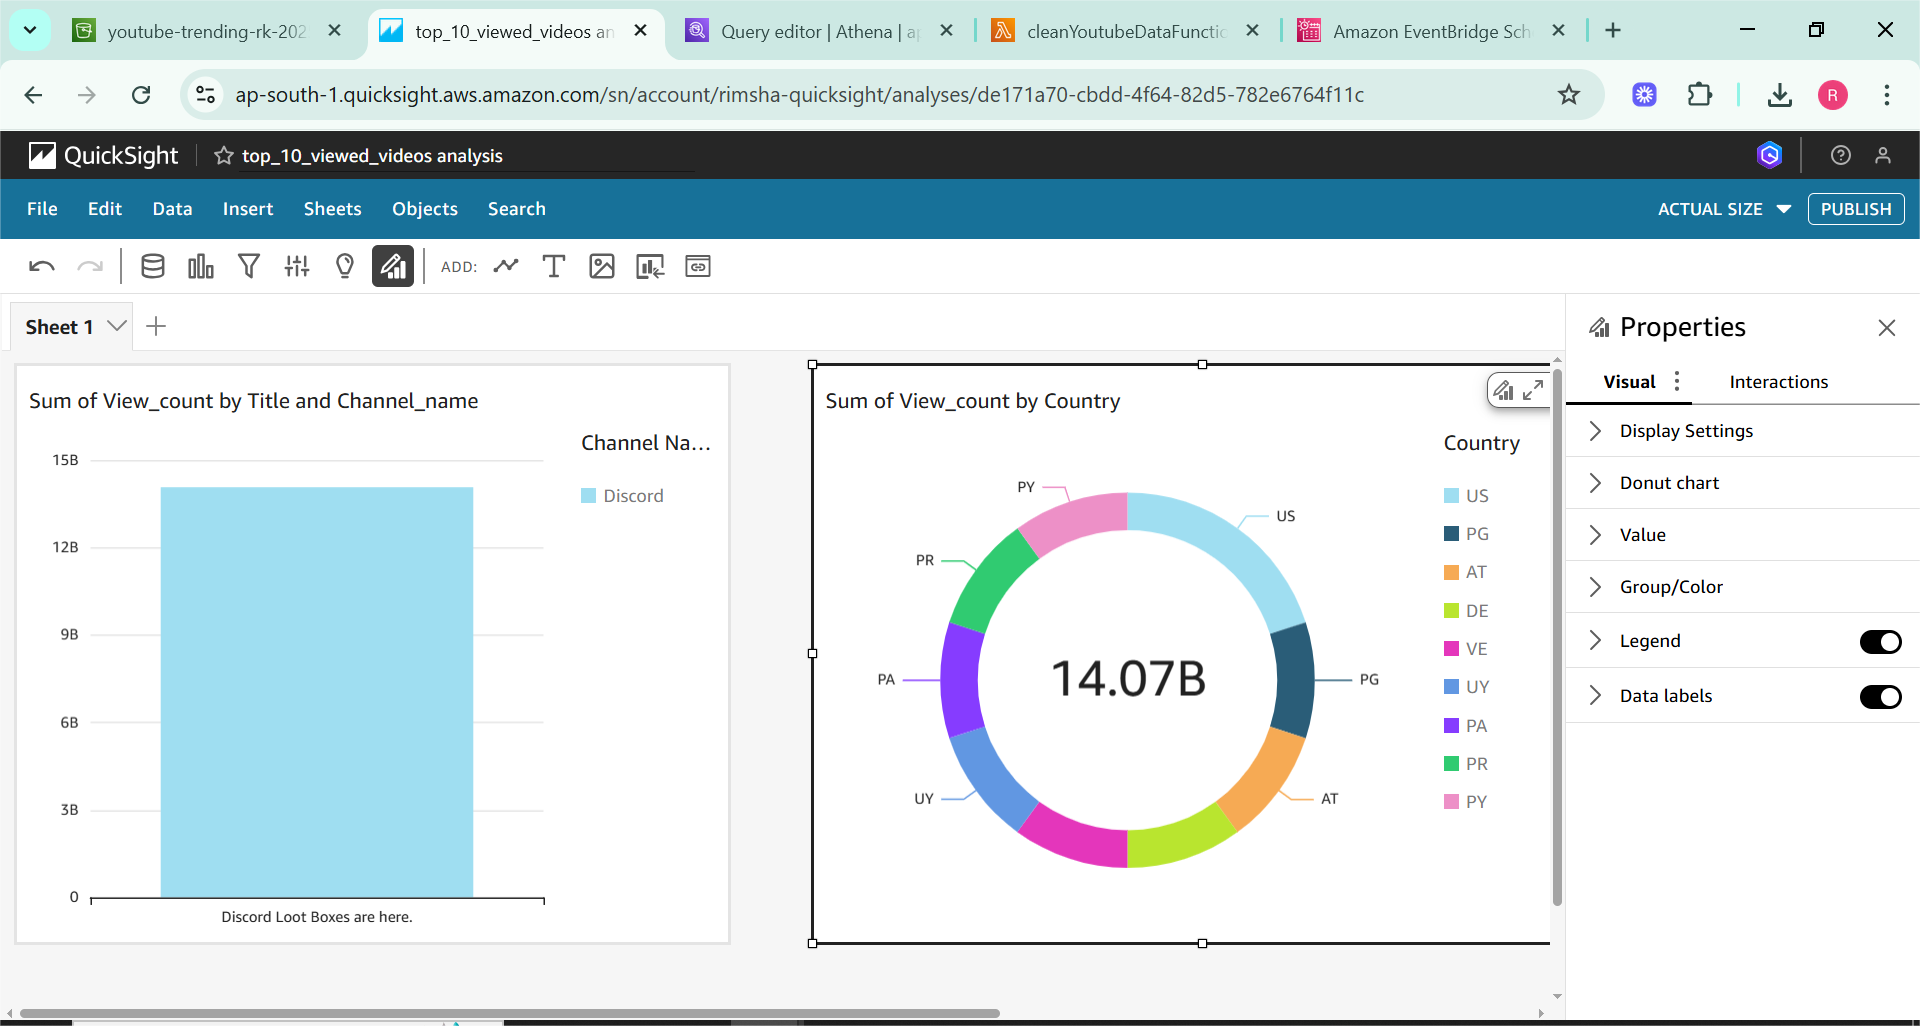 youtube-trending-rk-202
top_10_viewed_videos an
Query editor | Athena | ap
cleanYoutubeDataFunctic
Amazon EventBridge Sch
ap-south-1.quicksight.aws.amazon.com/sn/account/rimsha-quicksight/analyses/de171a70-cbdd-4f64-82d5-782e6764f11c
R
QuickSight
top_10_viewed_videos analysis
File Edit Data Insert Sheets Objects Search
ACTUAL SIZE
PUBLISH
ADD:
Sheet 1
Properties
Visual
Interactions
Sum of View_count by Title and Channel_name
Channel Na...
Discord
15B
12B
9B
6B
3B
0
Discord Loot Boxes are here.
Sum of View_count by Country
Country
US
PG
AT
DE
VE
UY
PA
PR
PY
PY
US
PR
PA
14.07B
PG
UY
AT
Display Settings
Donut chart
Value
Group/Color
Legend
Data labels